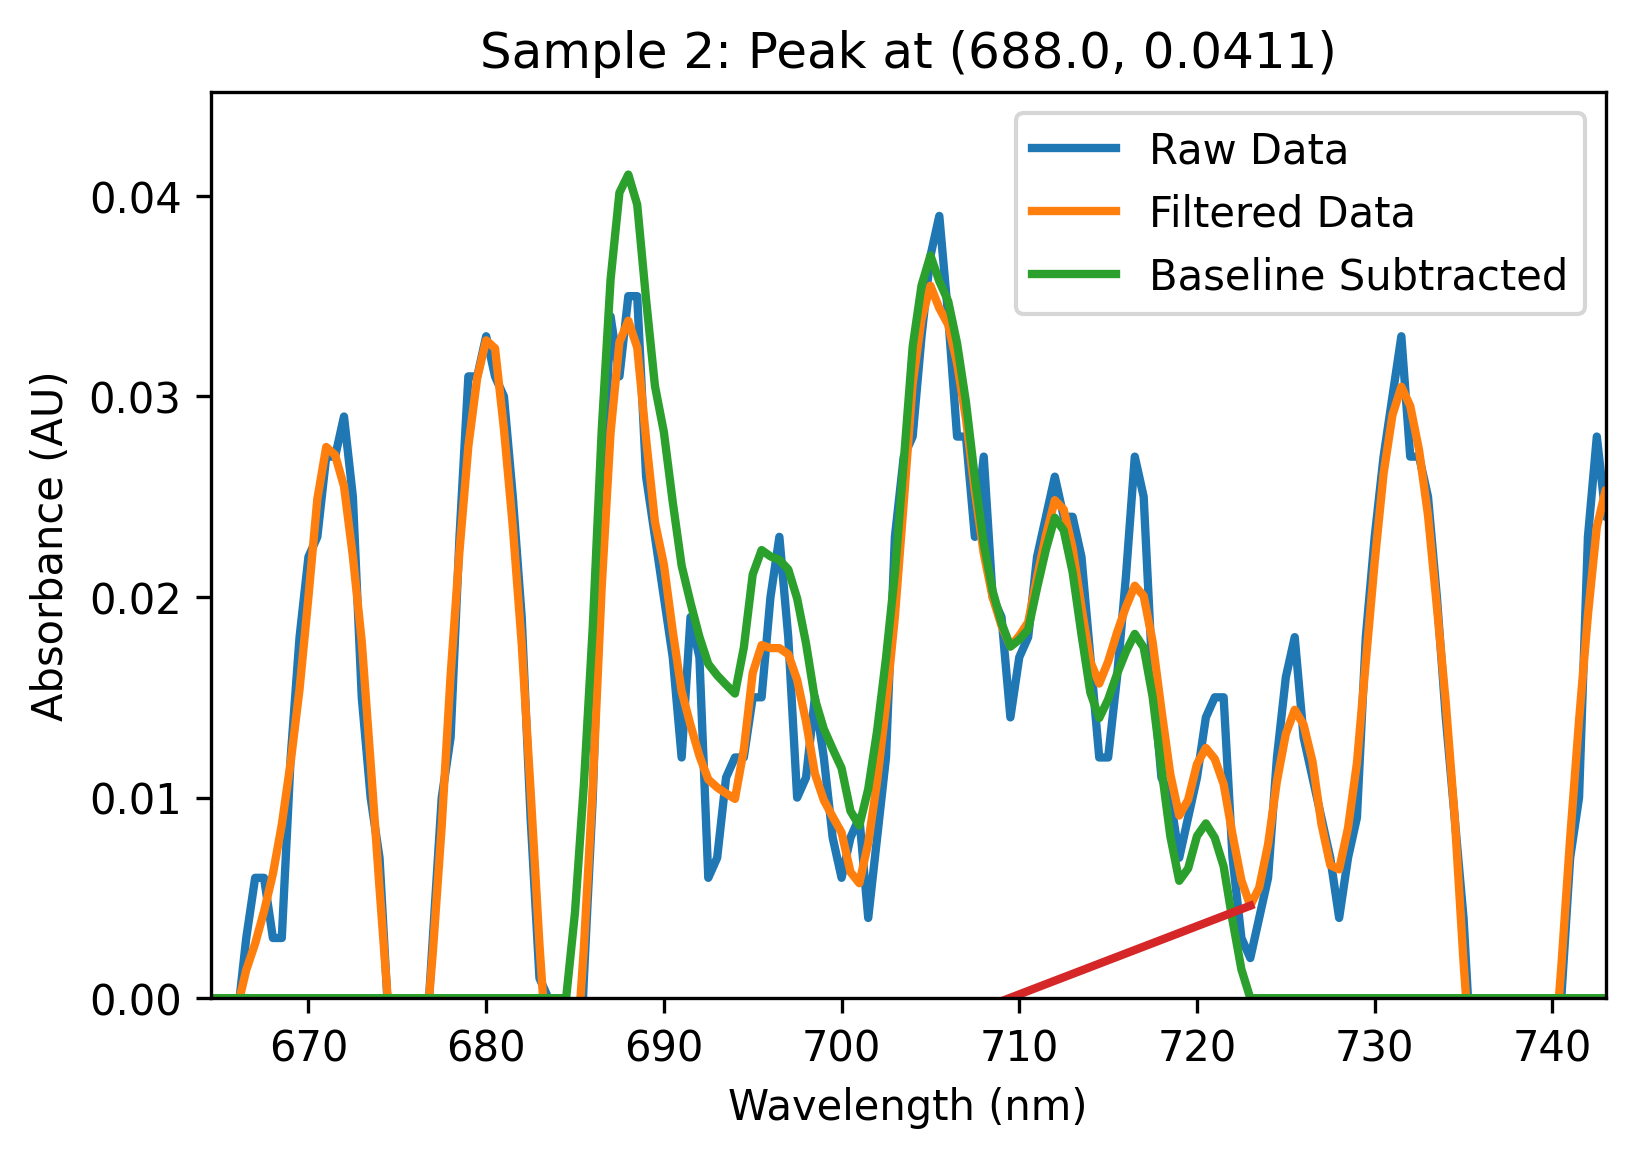 Sample 2: Peak at (688.0, 0.0411)
Raw Data
Filtered Data
Baseline Subtracted
Absorbance (AU)
0.04
0.03
0.02
0.01
0.00
670 680 690 700 710 720 730 740
Wavelength (nm)